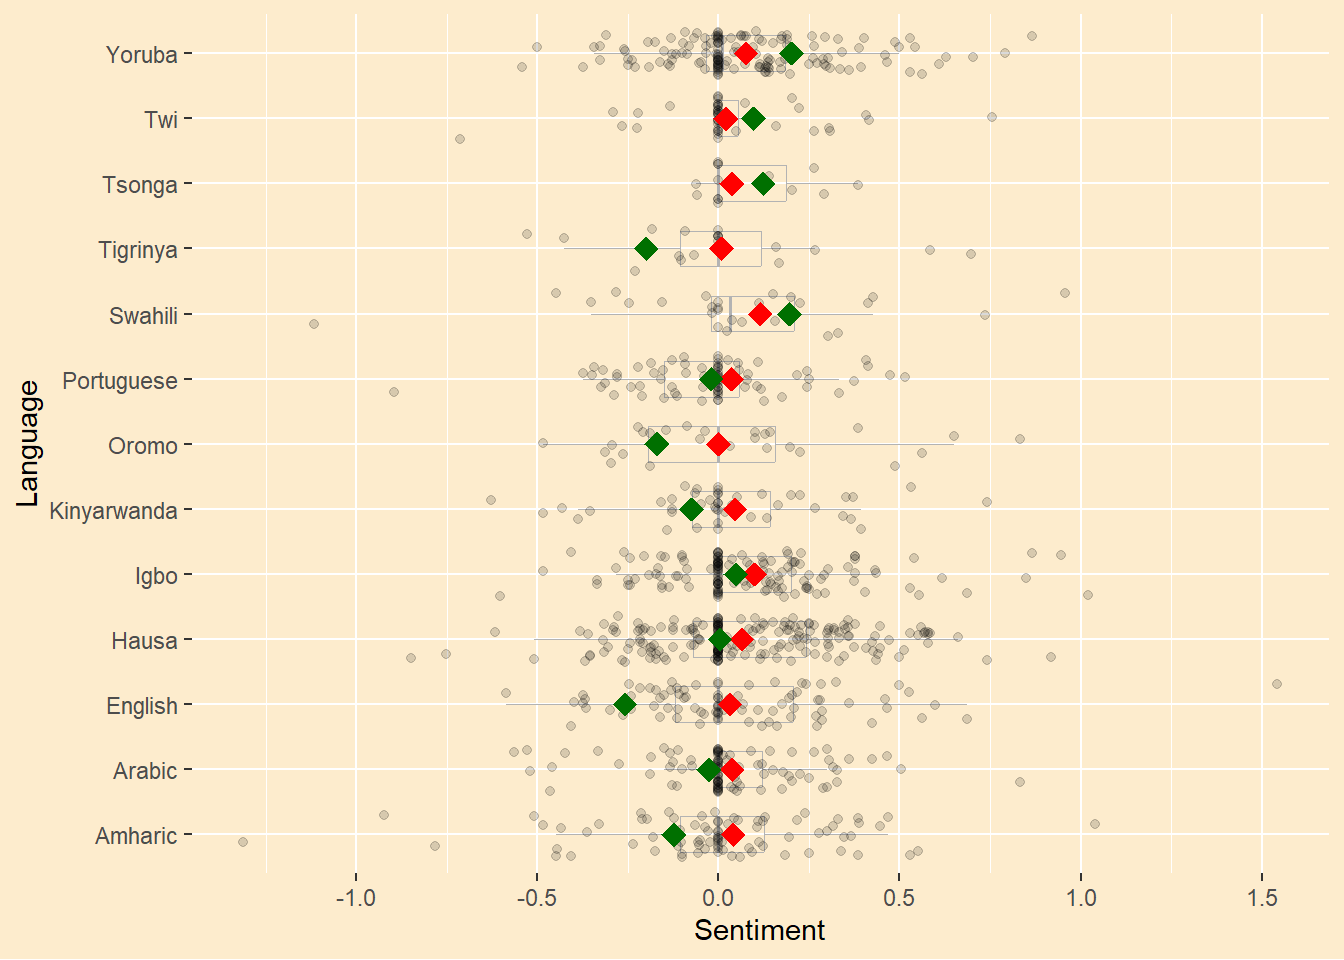 Yoruba
Twi
Tsonga
Tigrinya
Swahili
Portuguese
Oromo
Kinyarwanda
Igbo
Hausa
English
Arabic
Amharic
Language
-1.0 -0.5 0.0 0.5 1.0 1.5
Sentiment